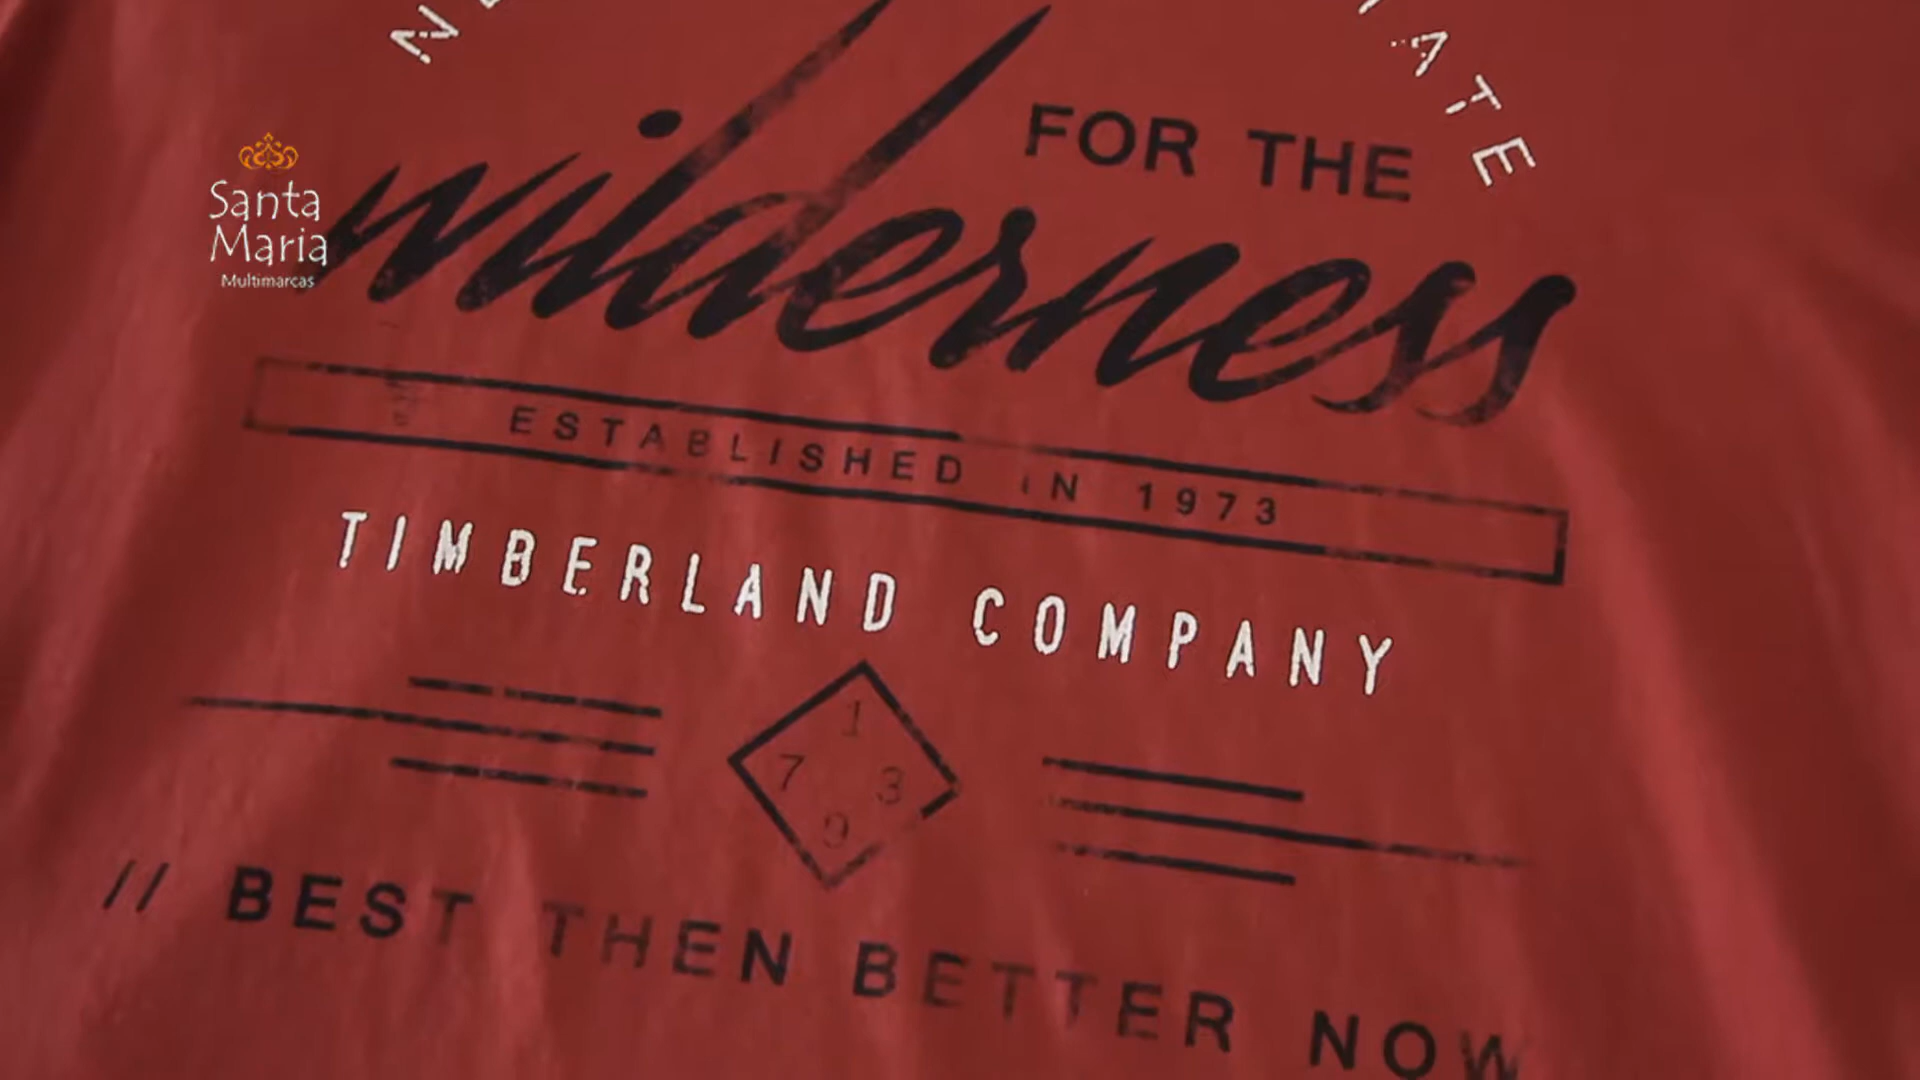 FOR THE
wilderness
Santa
Maria
Multimarcas
ESTABLISHED IN 1973
TIMBERLAND COMPANY
1
7 3
9
// BEST THEN BETTER NOW